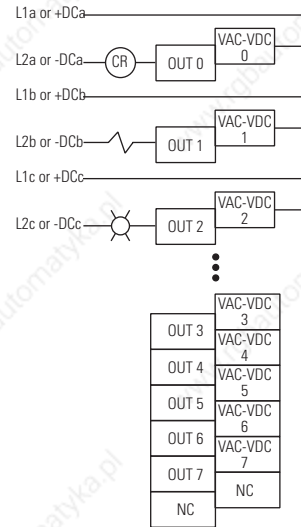 L1a or +DCa
VAC-VDC
0
L2a or -DCa
CR
OUT 0
L1b or +DCb
VAC-VDC
1
L2b or -DCb
OUT 1
L1c or +DCc
VAC-VDC
2
L2c or -DCc
OUT 2
VAC-VDC
3
OUT 3
VAC-VDC
4
OUT 4
VAC-VDC
5
OUT 5
VAC-VDC
6
OUT 6
VAC-VDC
7
OUT 7
NC
NC